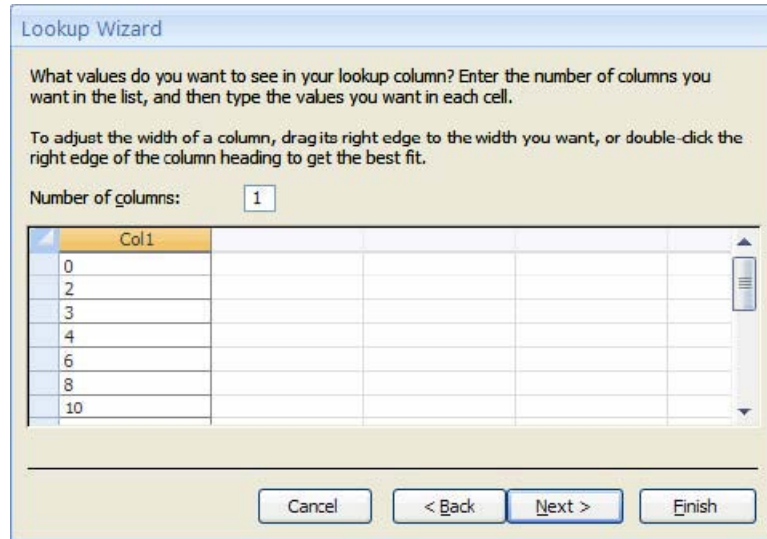 Lookup Wizard
What values do you want to see in your lookup column? Enter the number of columns you
want in the list, and then type the values you want in each cell.
To adjust the width of a column, drag its right edge to the width you want, or double-click the
right edge of the column heading to get the best fit.
Number of columns: 1
Col1
0
2
3
4
6
8
10
Cancel < Back Next > Finish